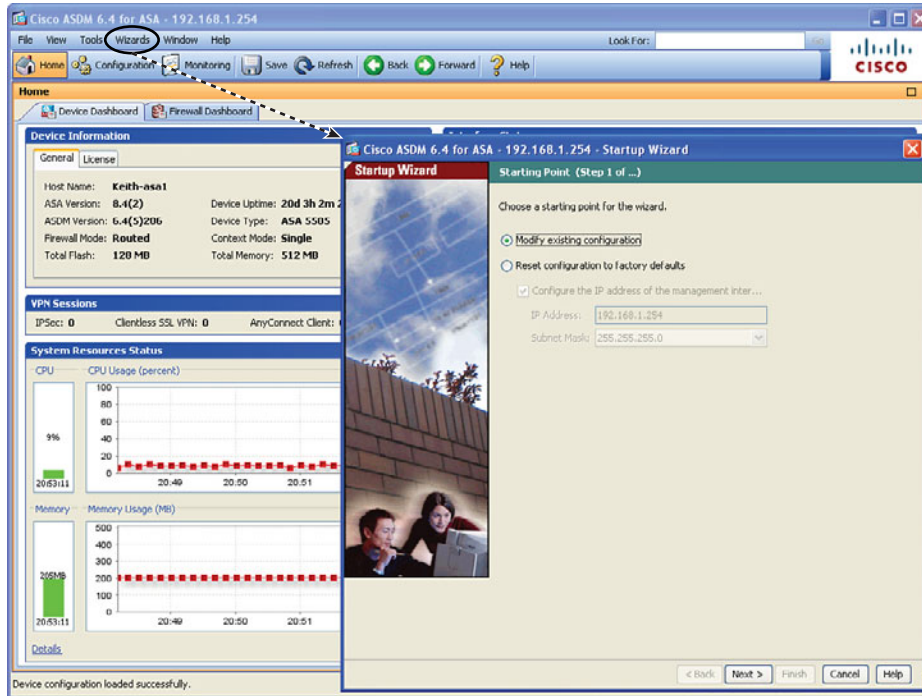 Cisco ASDM 6.4 for ASA - 192.168.1.254
File View Tools Wizards Window Help Look For: Go
Home Configuration Monitoring Save Refresh Back Forward Help
CISCO
Home
Device Dashboard Firewall Dashboard
Device Information
General License
Host Name: Keith-asa1
ASA Version: 8.4(2) Device Uptime: 20d 3h 2m
ASDM Version: 6.4(5)206 Device Type: ASA 5505
Firewall Mode: Routed Context Mode: Single
Total Flash: 128 MB Total Memory: 512 MB
VPN Sessions
IPSec: 0 Clientless SSL VPN: 0 AnyConnect Client:
System Resources Status
CPU CPU Usage (percent)
100
80
60
9% 40
20
0
20:53:11 20:49 20:50 20:51
Memory Memory Usage (MB)
500
400
300
205MB 200
100
0
20:53:11 20:49 20:50 20:51
Details
Device configuration loaded successfully.
Cisco ASDM 6.4 for ASA - 192.168.1.254 - Startup Wizard
Startup Wizard Starting Point (Step 1 of ...)
Choose a starting point for the wizard.
Modify existing configuration
Reset configuration to factory defaults
Configure the IP address of the management inter...
IP Address: 192.168.1.254
Subnet Mask: 255.255.255.0
< Back Next > Finish Cancel Help